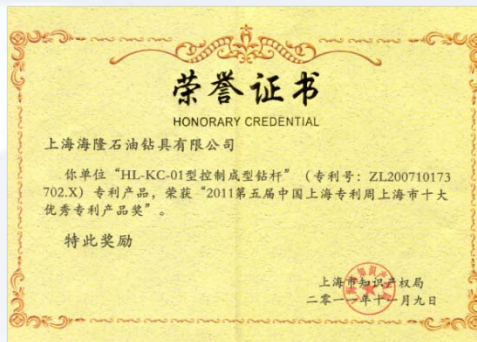 荣誉证书
HONORARY CREDENTIAL
上海海隆石油钻具有限公司
你单位“HL-KC-01型控制成型钻杆”（专利号：ZL200710173
702.X）专利产品，荣获“2011第五届中国上海专利周上海市十大
优秀专利产品奖”。
特此奖励
上海市知识产权局
二零一一年十一月九日